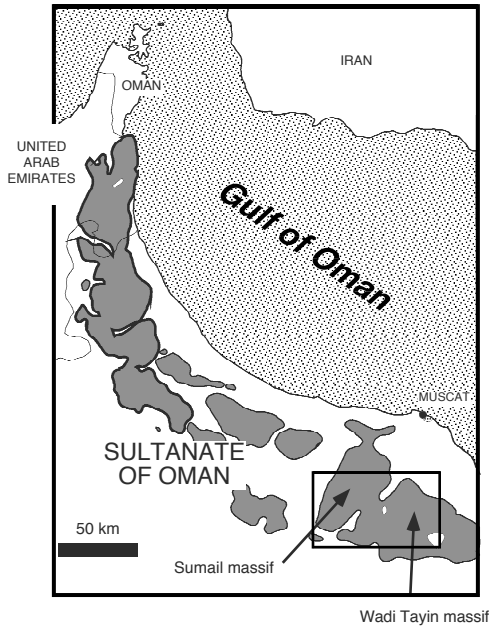 IRAN
OMAN
UNITED
ARAB
EMIRATES
Gulf of Oman
MUSCAT
SULTANATE
OF OMAN
50 km
Sumail massif
Wadi Tayin massif